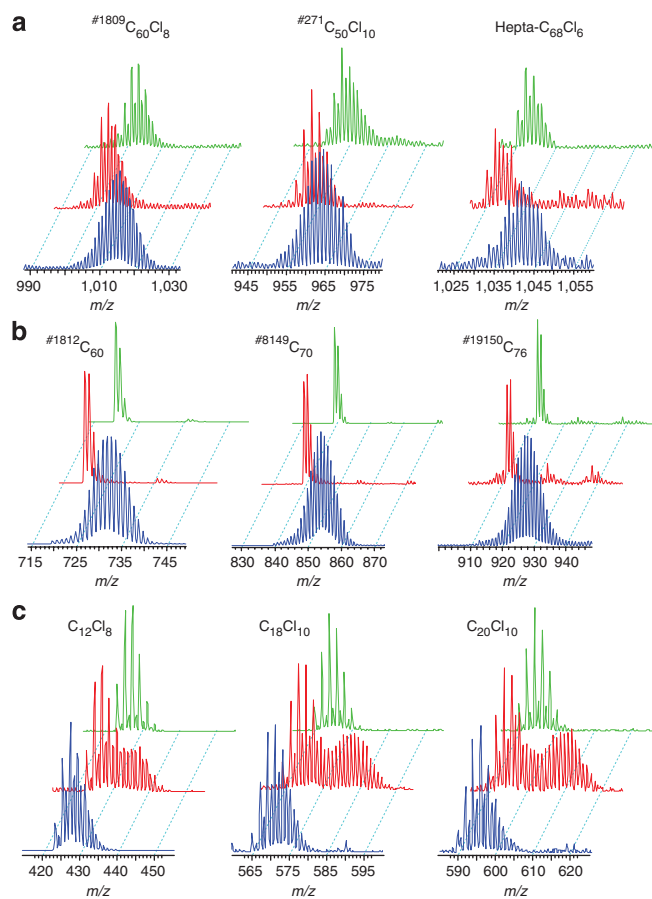 a
#1809C60Cl8 #271C50Cl10 Hepta-C68Cl6
990 1,010 1,030 945 955 965 975 1,025 1,035 1,045 1,055
m/z m/z m/z
b
#1812C60 #8149C70 #19150C76
715 725 735 745 830 840 850 860 870 910 920 930 940
m/z m/z m/z
c
C12Cl8 C18Cl10 C20Cl10
420 430 440 450 565 575 585 595 590 600 610 620
m/z m/z m/z